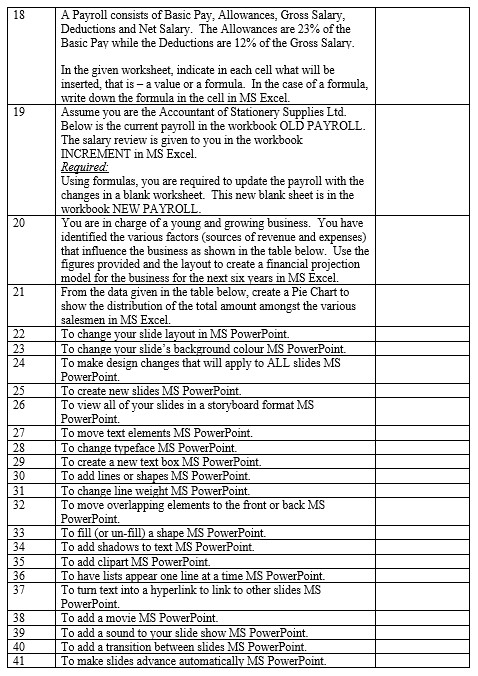 18 A Payroll consists of Basic Pay, Allowances, Gross Salary,
Deductions and Net Salary. The Allowances are 23% of the
Basic Pay while the Deductions are 12% of the Gross Salary.
In the given worksheet, indicate in each cell what will be
inserted, that is – a value or a formula. In the case of a formula,
write down the formula in the cell in MS Excel.
19 Assume you are the Accountant of Stationery Supplies Ltd.
Below is the current payroll in the workbook OLD PAYROLL.
The salary review is given to you in the workbook
INCREMENT in MS Excel.
Required:
Using formulas, you are required to update the payroll with the
changes in a blank worksheet. This new blank sheet is in the
workbook NEW PAYROLL.
20 You are in charge of a young and growing business. You have
identified the various factors (sources of revenue and expenses)
that influence the business as shown in the table below. Use the
figures provided and the layout to create a financial projection
model for the business for the next six years in MS Excel.
21 From the data given in the table below, create a Pie Chart to
show the distribution of the total amount amongst the various
salesmen in MS Excel.
22 To change your slide layout in MS PowerPoint.
23 To change your slide's background colour MS PowerPoint.
24 To make design changes that will apply to ALL slides MS
PowerPoint.
25 To create new slides MS PowerPoint.
26 To view all of your slides in a storyboard format MS
PowerPoint.
27 To move text elements MS PowerPoint.
28 To change typeface MS PowerPoint.
29 To create a new text box MS PowerPoint.
30 To add lines or shapes MS PowerPoint.
31 To change line weight MS PowerPoint.
32 To move overlapping elements to the front or back MS
PowerPoint.
33 To fill (or un-fill) a shape MS PowerPoint.
34 To add shadows to text MS PowerPoint.
35 To add clipart MS PowerPoint.
36 To have lists appear one line at a time MS PowerPoint.
37 To turn text into a hyperlink to link to other slides MS
PowerPoint.
38 To add a movie MS PowerPoint.
39 To add a sound to your slide show MS PowerPoint.
40 To add a transition between slides MS PowerPoint.
41 To make slides advance automatically MS PowerPoint.